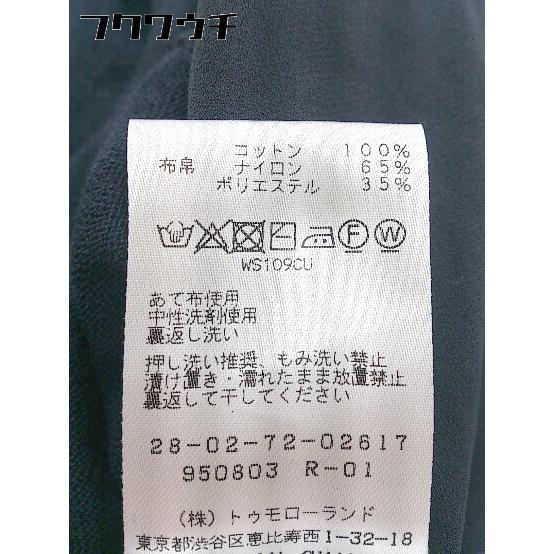 フクワウチ
コットン 100%
布帛 ナイロン 65%
ポリエステル 35%
F W
WS109CU
あて布使用
中性洗剤使用
裏返し洗い
押し洗い推奨、もみ洗い禁止
漬け置き・濡れたまま放置禁止
裏返して干してください
28-02-72-02617
950803 R-01
(株)トゥモローランド
東京都渋谷区恵比寿西1-32-18